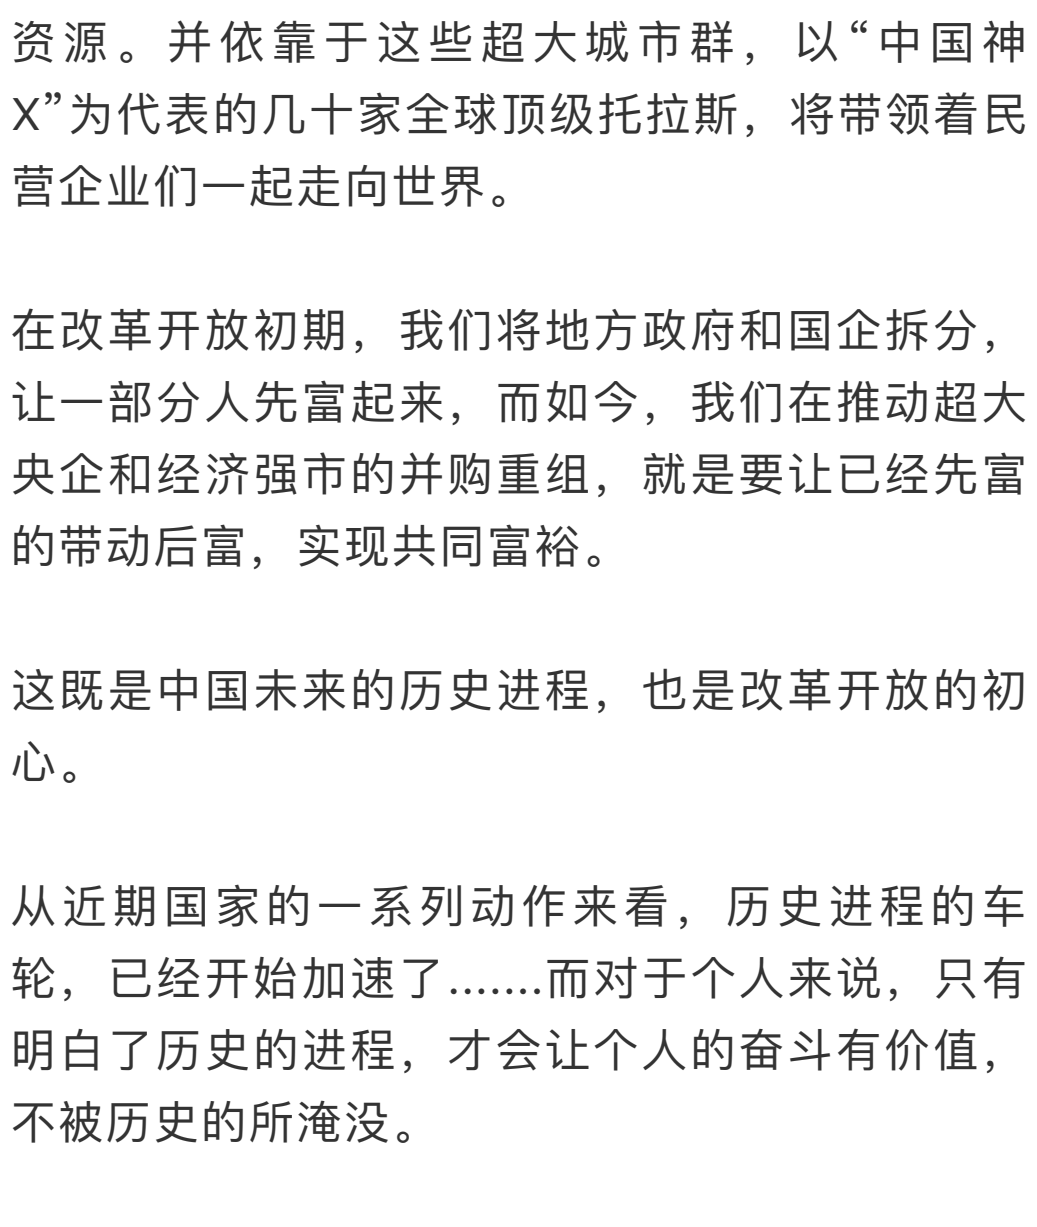 资源。并依靠于这些超大城市群，以“中国神
X”为代表的几十家全球顶级托拉斯，将带领着民
营企业们一起走向世界。
在改革开放初期，我们将地方政府和国企拆分，
让一部分人先富起来，而如今，我们在推动超大
央企和经济强市的并购重组，就是要让已经先富
的带动后富，实现共同富裕。
这既是中国未来的历史进程，也是改革开放的初
心。
从近期国家的一系列动作来看，历史进程的车
轮，已经开始加速了.......而对于个人来说，只有
明白了历史的进程，才会让个人的奋斗有价值，
不被历史的所淹没。